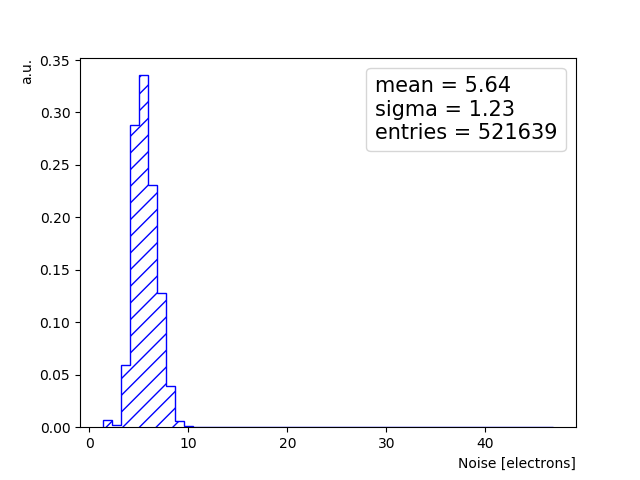 0.35
a.u.
mean = 5.64
sigma = 1.23
entries = 521639
0.30
0.25
0.20
0.15
0.10
0.05
0.00
0 10 20 30 40
Noise [electrons]